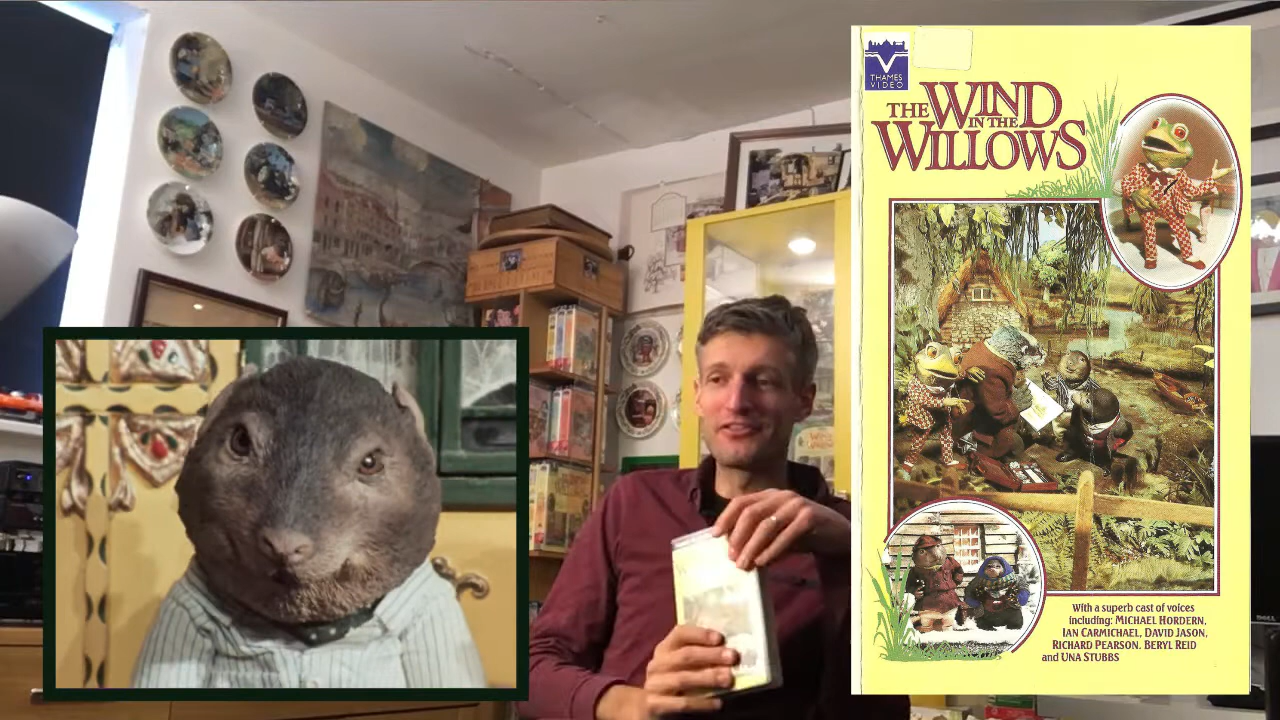 THAMES
VIDEO
THE WIND
IN THE
WILLOWS
With a superb cast of voices
including: MICHAEL HORDERN,
IAN CARMICHAEL, DAVID JASON,
RICHARD PEARSON, BERYL REID
and UNA STUBBS
DELL